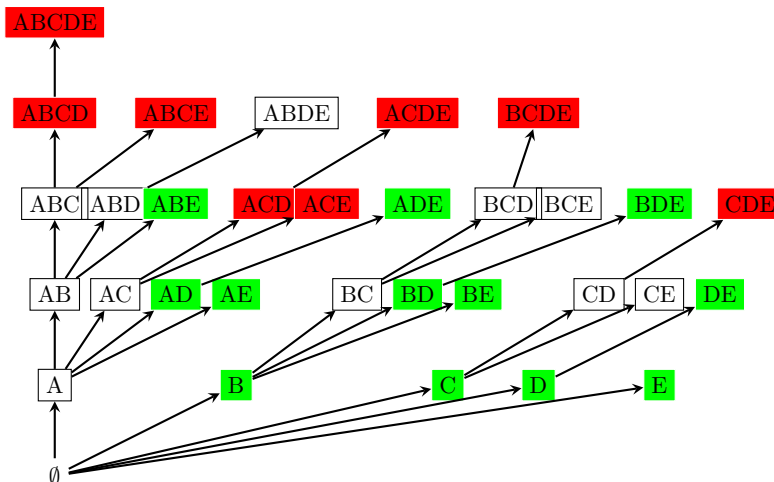 ABCDE
ABCD ABCE ABDE ACDE BCDE
ABC ABD ABE ACD ACE ADE BCD BCE BDE CDE
AB AC AD AE BC BD BE CD CE DE
A B C D E
∅